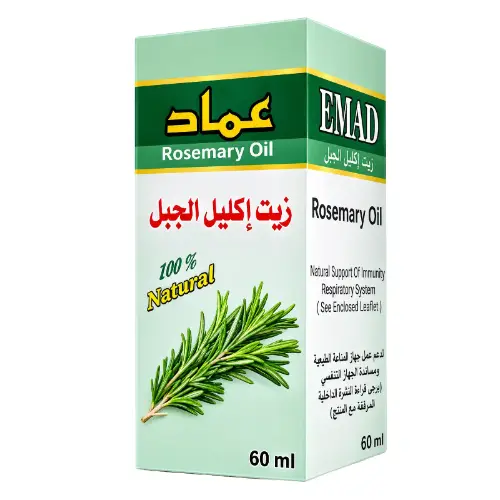 عماد
Rosemary Oil
زيت إكليل الجبل
100 %
Natural
60 ml
EMAD
زيت إكليل الجبل
Rosemary Oil
Natural Support Of Immunity
Respiratory System
( See Enclosed Leaflet )
لدعم عمل جهاز المناعة الطبيعية
ومساندة الجهاز التنفسي
(يرجى قراءة النشرة الداخلية
المرفقة مع المنتج)
60 ml